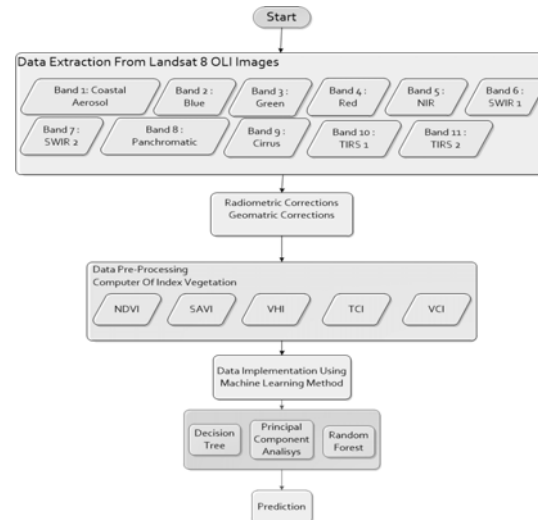 Start
Data Extraction From Landsat 8 OLI Images
Band 1: Coastal
Aerosol
Band 2 :
Blue
Band 3 :
Green
Band 4 :
Red
Band 5 :
NIR
Band 6 :
SWIR 1
Band 7 :
SWIR 2
Band 8 :
Panchromatic
Band 9 :
Cirrus
Band 10 :
TIRS 1
Band 11 :
TIRS 2
Radiometric Corrections
Geomatric Corrections
Data Pre-Processing
Computer Of Index Vegetation
NDVI
SAVI
VHI
TCI
VCI
Data Implementation Using
Machine Learning Method
Decision
Tree
Principal
Component
Analisys
Random
Forest
Prediction